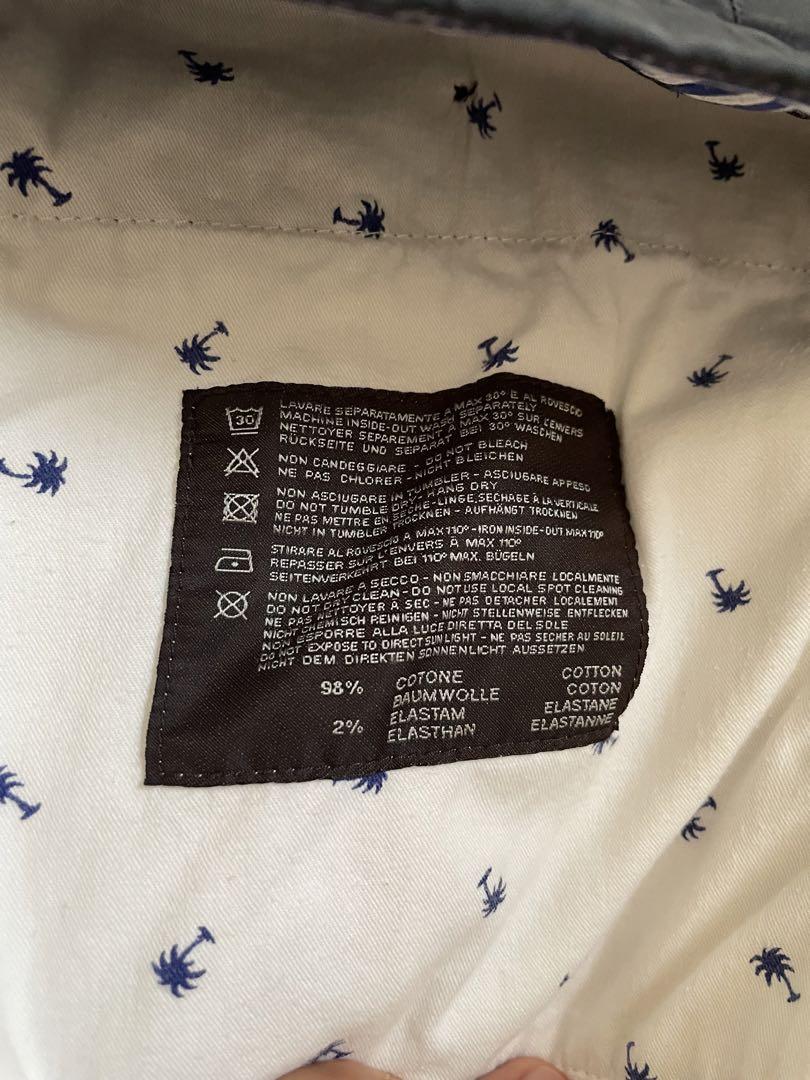 30
LAVARE SEPARATAMENTE A MAX 30° E AL ROVESCIO
MACHINE INSIDE-OUT WASH SEPARATELY
NETTOYER SEPAREMENT A MAX 30° SUR L'ENVERS
RÜCKSEITE UND SEPARAT BEI 30° WASCHEN
NON CANDEGGIARE - DO NOT BLEACH
NE PAS CHLORER - NICHT BLEICHEN
NON ASCIUGARE IN TUMBLER - ASCIUGARE APPESO
DO NOT TUMBLE DRY - HANG DRY
NE PAS METTRE EN SÈCHE-LINGE, SECHAGE À LA VERTICALE
NICHT IN TUMBLER TROCKNEN - AUFHÄNGT TROCKNEN
STIRARE AL ROVESCIO A MAX 110° - IRON INSIDE-OUT MAX 110°
REPASSER SUR L'ENVERS À MAX 110°
SEITENVERKEHRT BEI 110° MAX. BÜGELN
NON LAVARE A SECCO - NON SMACCHIARE LOCALMENTE
DO NOT DRY CLEAN - DO NOT USE LOCAL SPOT CLEANING
NE PAS NETTOYER A SEC - NE PAS DETACHER LOCALEMENT
NICHT CHEMISCH REINIGEN - NICHT STELLENWEISE ENTFLECKEN
NON ESPORRE ALLA LUCE DIRETTA DEL SOLE
DO NOT EXPOSE TO DIRECT SUN LIGHT - NE PAS SECHER AU SOLEIL
NICHT DEM DIREKTEN SONNENLICHT AUSSETZEN
98% COTONE COTTON
BAUMWOLLE COTON
2% ELASTAM ELASTANE
ELASTHAN ELASTANNE